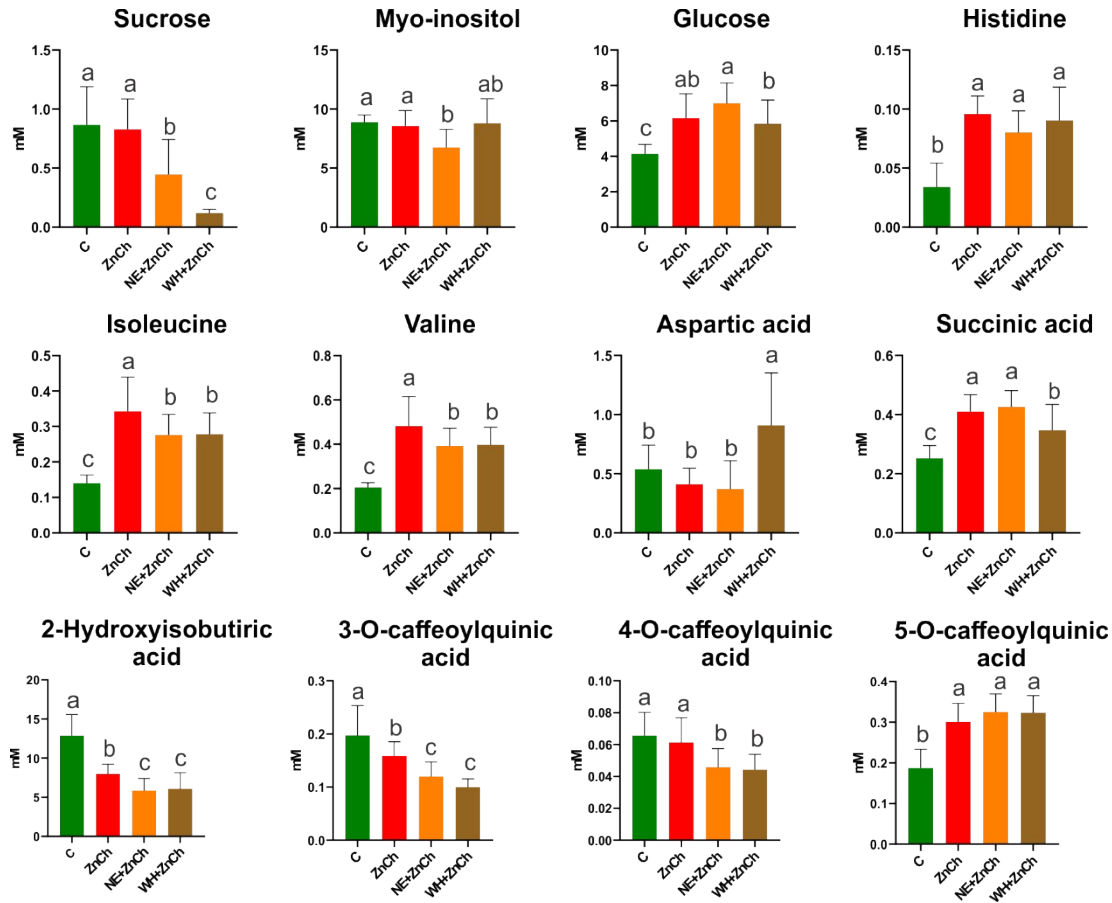 Sucrose
mM
1.5
1.0
0.5
0.0
a
a
b
c
C
ZnCh
NE+ZnCh
WH+ZnCh
Myo-inositol
mM
15
10
5
0
a
a
b
ab
C
ZnCh
NE+ZnCh
WH+ZnCh
Glucose
mM
10
8
6
4
2
0
c
ab
a
b
C
ZnCh
NE+ZnCh
WH+ZnCh
Histidine
mM
0.15
0.10
0.05
0.00
b
a
a
a
C
ZnCh
NE+ZnCh
WH+ZnCh
Isoleucine
mM
0.5
0.4
0.3
0.2
0.1
0.0
c
a
b
b
C
ZnCh
NE+ZnCh
WH+ZnCh
Valine
mM
0.8
0.6
0.4
0.2
0.0
c
a
b
b
C
ZnCh
NE+ZnCh
WH+ZnCh
Aspartic acid
mM
1.5
1.0
0.5
0.0
b
b
b
a
C
ZnCh
NE+ZnCh
WH+ZnCh
Succinic acid
mM
0.6
0.4
0.2
0.0
c
a
a
b
C
ZnCh
NE+ZnCh
WH+ZnCh
2-Hydroxyisobutiric
acid
mM
20
15
10
5
0
a
b
c
c
C
ZnCh
NE+ZnCh
WH+ZnCh
3-O-caffeoylquinic
acid
mM
0.3
0.2
0.1
0.0
a
b
c
c
C
ZnCh
NE+ZnCh
WH+ZnCh
4-O-caffeoylquinic
acid
mM
0.10
0.08
0.06
0.04
0.02
0.00
a
a
b
b
C
ZnCh
NE+ZnCh
WH+ZnCh
5-O-caffeoylquinic
acid
mM
0.4
0.3
0.2
0.1
0.0
b
a
a
a
C
ZnCh
NE+ZnCh
WH+ZnCh